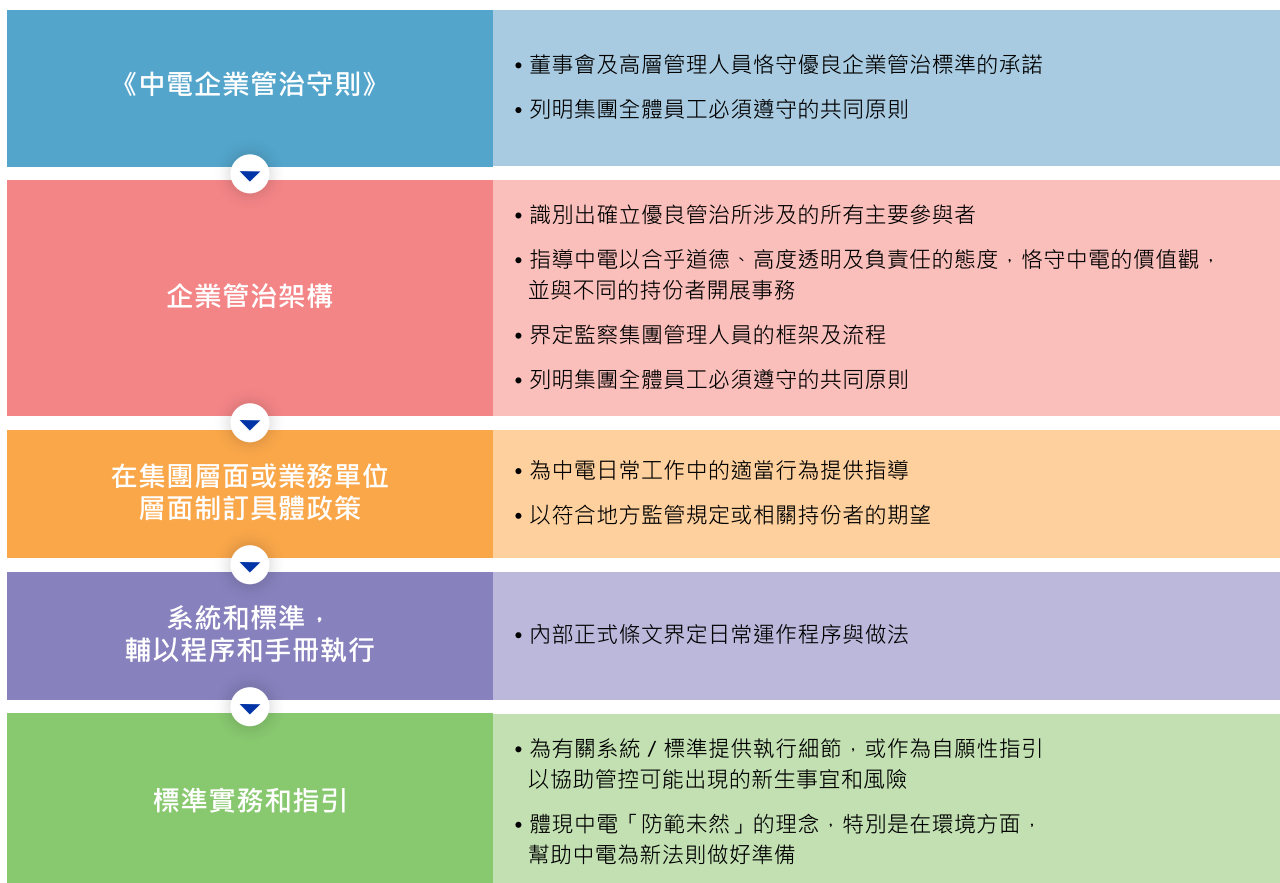 《中電企業管治守則》
• 董事會及高層管理人員恪守優良企業管治標準的承諾
• 列明集團全體員工必須遵守的共同原則
企業管治架構
• 識別出確立優良管治所涉及的所有主要參與者
• 指導中電以合乎道德、高度透明及負責任的態度，恪守中電的價值觀，
並與不同的持份者開展事務
• 界定監察集團管理人員的框架及流程
• 列明集團全體員工必須遵守的共同原則
在集團層面或業務單位
層面制訂具體政策
• 為中電日常工作中的適當行為提供指導
• 以符合地方監管規定或相關持份者的期望
系統和標準，
輔以程序和手冊執行
• 內部正式條文界定日常運作程序與做法
標準實務和指引
• 為有關系統 / 標準提供執行細節，或作為自願性指引
以協助管控可能出現的新生事宜和風險
• 體現中電「防範未然」的理念，特別是在環境方面，
幫助中電為新法則做好準備